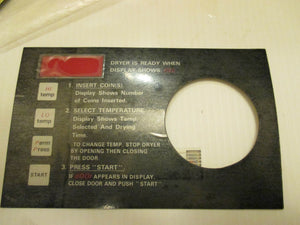 DRYER IS READY WHEN
DISPLAY SHOWS
HI
temp
1. INSERT COIN(S)
Display Shows Number
of Coins Inserted.
LO
temp
2. SELECT TEMPERATURE
Display Shows Temp.
Selected And Drying
Time.
Perm
Press
TO CHANGE TEMP, STOP DRYER
BY OPENING THEN CLOSING
THE DOOR
START
3. PRESS "START"
IF APPEARS IN DISPLAY,
CLOSE DOOR AND PUSH "START"